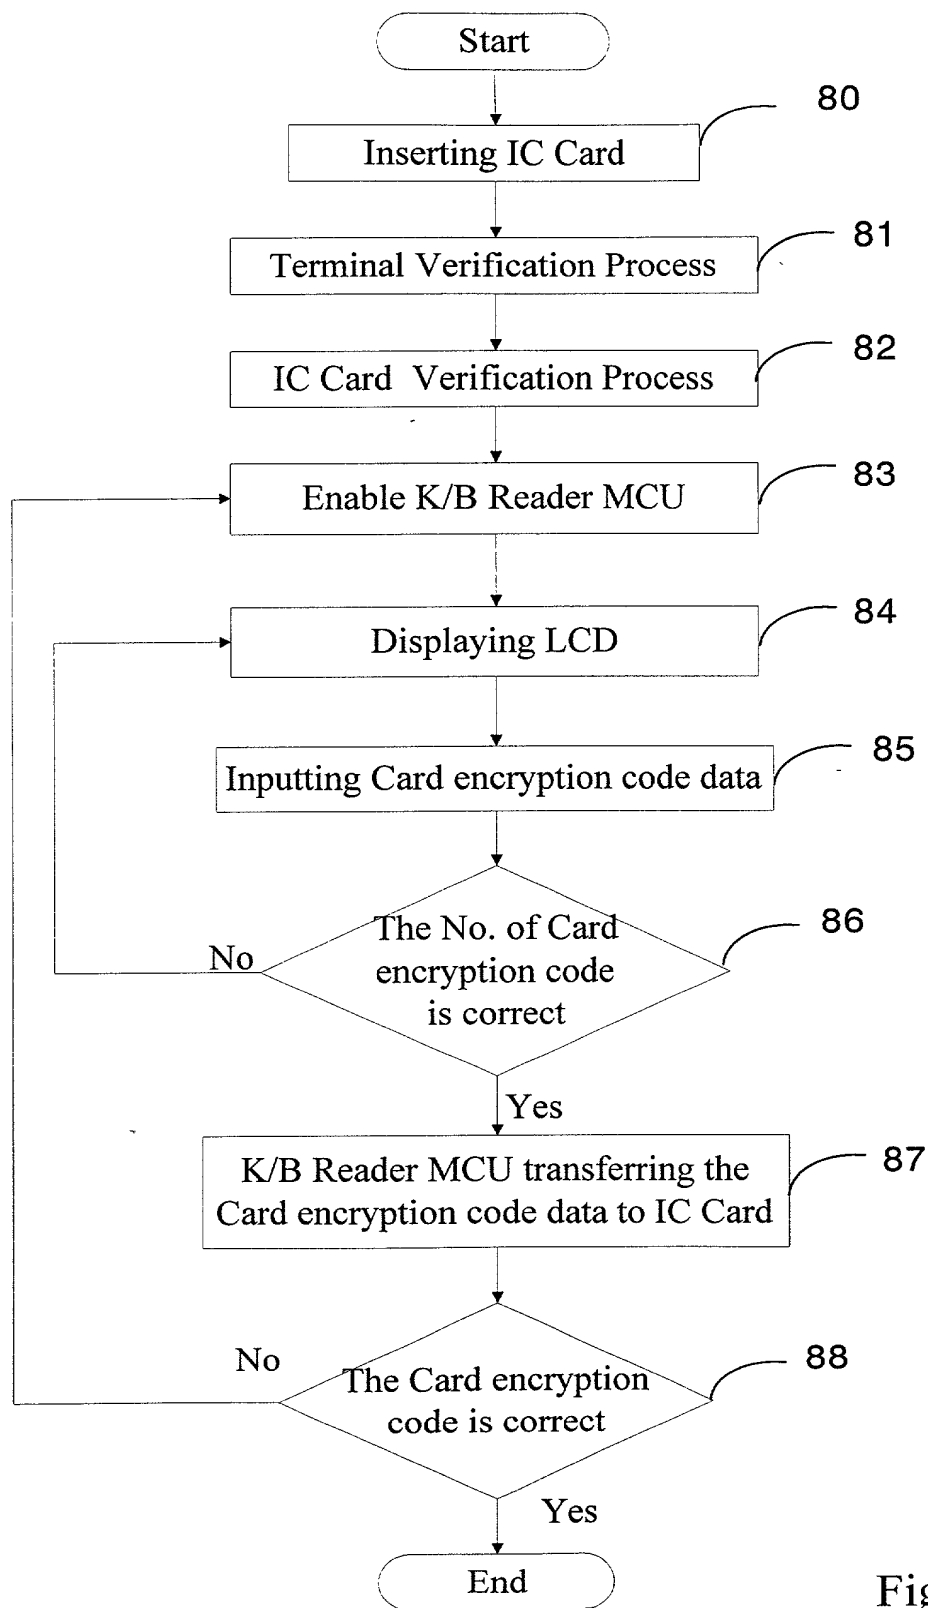 Start
80
Inserting IC Card
81
Terminal Verification Process
82
IC Card Verification Process
83
Enable K/B Reader MCU
84
Displaying LCD
85
Inputting Card encryption code data
86
The No. of Card
encryption code
is correct
No
Yes
87
K/B Reader MCU transferring the
Card encryption code data to IC Card
88
No
The Card encryption
code is correct
Yes
End
Fig